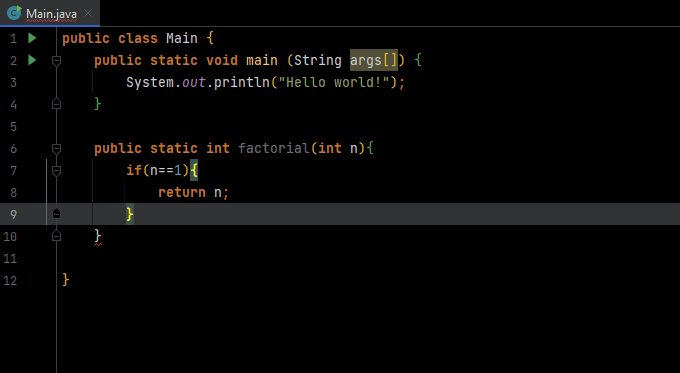 Main.java
1 public class Main {
2     public static void main (String args[]) {
3         System.out.println("Hello world!");
4     }
5
6     public static int factorial(int n){
7         if(n==1){
8             return n;
9         }
10     }
11
12 }